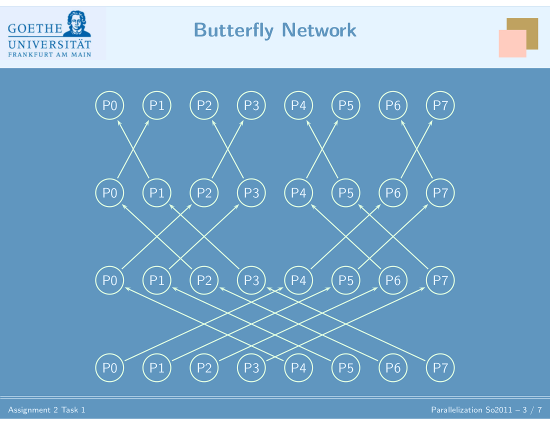 GOETHE
UNIVERSITÄT
FRANKFURT AM MAIN
Butterfly Network
P0 P1 P2 P3 P4 P5 P6 P7
P0 P1 P2 P3 P4 P5 P6 P7
P0 P1 P2 P3 P4 P5 P6 P7
P0 P1 P2 P3 P4 P5 P6 P7
Assignment 2 Task 1
Parallelization So2011 – 3 / 7